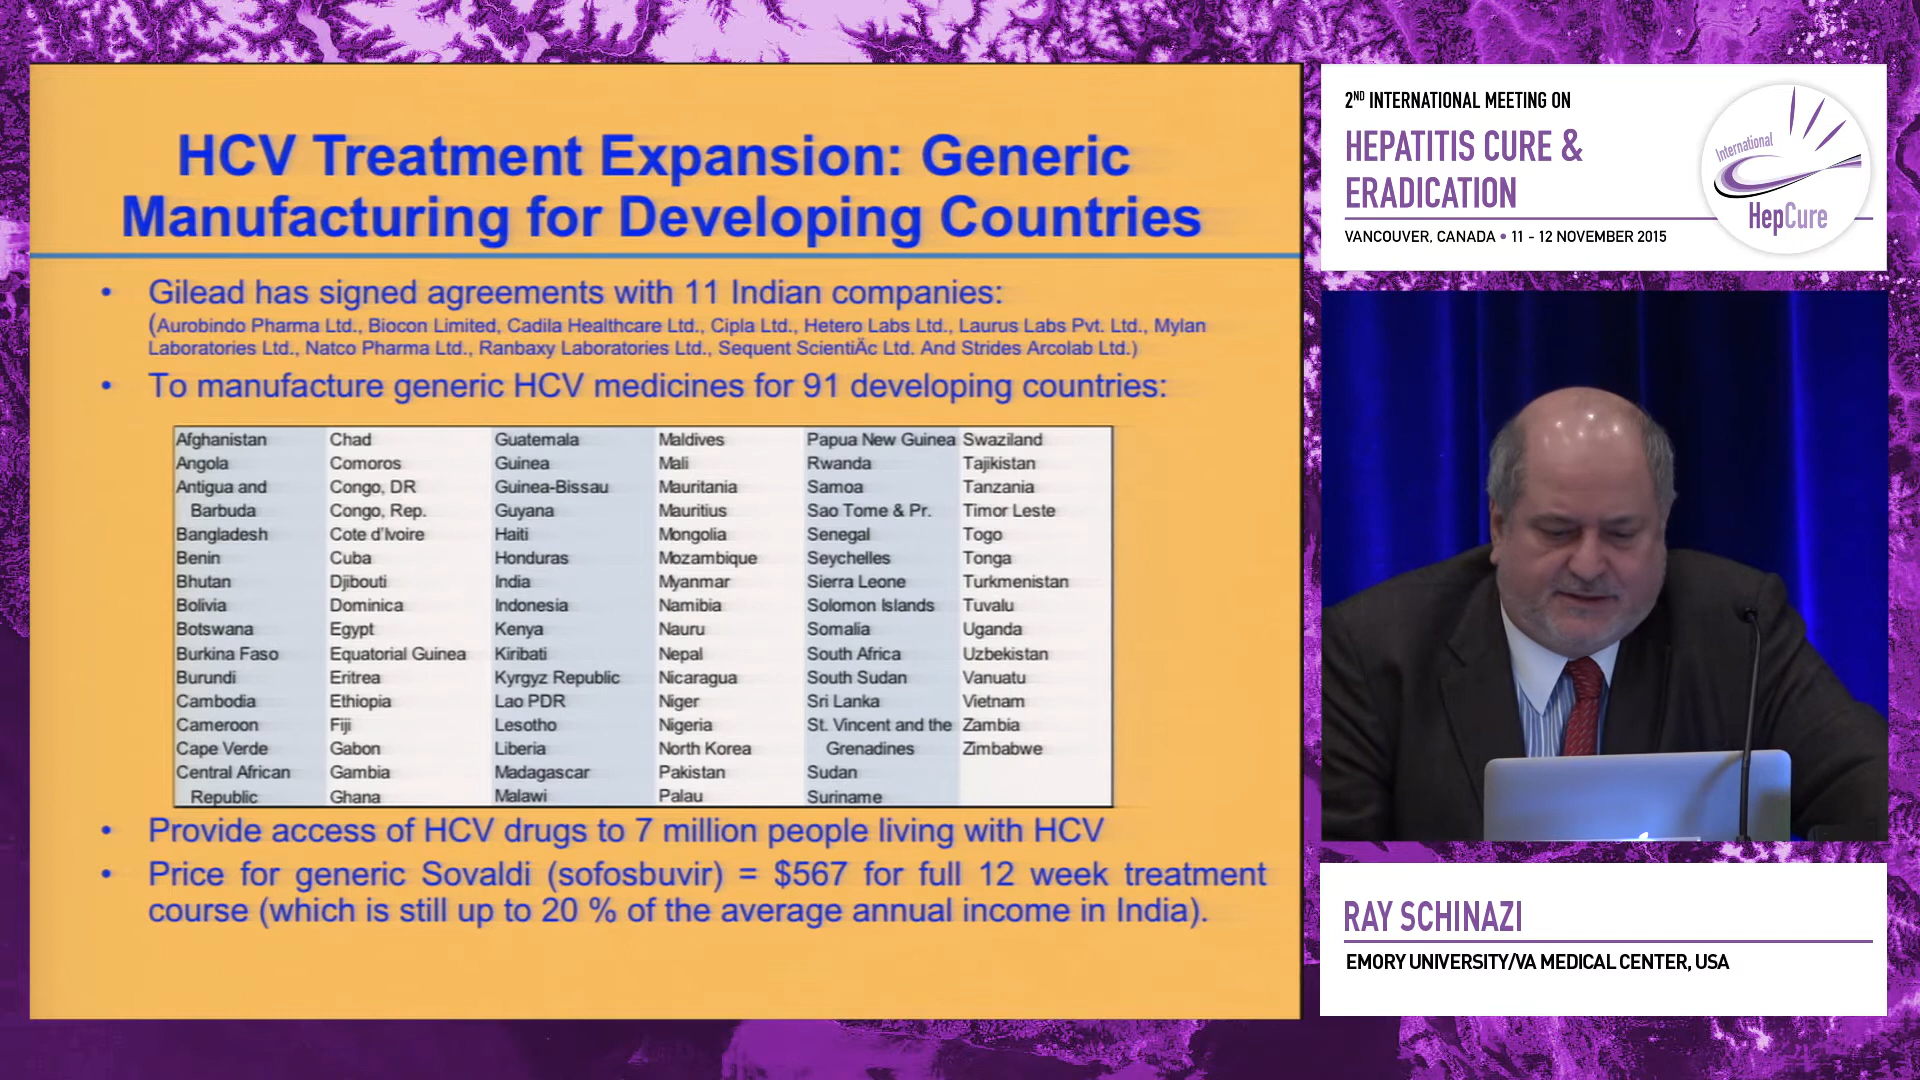 HCV Treatment Expansion: Generic
Manufacturing for Developing Countries
• Gilead has signed agreements with 11 Indian companies:
(Aurobindo Pharma Ltd., Biocon Limited, Cadila Healthcare Ltd., Cipla Ltd., Hetero Labs Ltd., Laurus Labs Pvt. Ltd., Mylan
Laboratories Ltd., Natco Pharma Ltd., Ranbaxy Laboratories Ltd., Sequent ScientiÄc Ltd. And Strides Arcolab Ltd.)
• To manufacture generic HCV medicines for 91 developing countries:
Afghanistan
Angola
Antigua and
Barbuda
Bangladesh
Benin
Bhutan
Bolivia
Botswana
Burkina Faso
Burundi
Cambodia
Cameroon
Cape Verde
Central African
Republic
Chad
Comoros
Congo, DR
Congo, Rep.
Cote d'Ivoire
Cuba
Djibouti
Dominica
Egypt
Equatorial Guinea
Eritrea
Ethiopia
Fiji
Gabon
Gambia
Ghana
Guatemala
Guinea
Guinea-Bissau
Guyana
Haiti
Honduras
India
Indonesia
Kenya
Kiribati
Kyrgyz Republic
Lao PDR
Lesotho
Liberia
Madagascar
Malawi
Maldives
Mali
Mauritania
Mauritius
Mongolia
Mozambique
Myanmar
Namibia
Nauru
Nepal
Nicaragua
Niger
Nigeria
North Korea
Pakistan
Palau
Papua New Guinea
Rwanda
Samoa
Sao Tome & Pr.
Senegal
Seychelles
Sierra Leone
Solomon Islands
Somalia
South Africa
South Sudan
Sri Lanka
St. Vincent and the
Grenadines
Sudan
Suriname
Swaziland
Tajikistan
Tanzania
Timor Leste
Togo
Tonga
Turkmenistan
Tuvalu
Uganda
Uzbekistan
Vanuatu
Vietnam
Zambia
Zimbabwe
• Provide access of HCV drugs to 7 million people living with HCV
• Price for generic Sovaldi (sofosbuvir) = $567 for full 12 week treatment
course (which is still up to 20 % of the average annual income in India).
2ND INTERNATIONAL MEETING ON
HEPATITIS CURE &
ERADICATION
VANCOUVER, CANADA • 11 - 12 NOVEMBER 2015
International
HepCure
RAY SCHINAZI
EMORY UNIVERSITY/VA MEDICAL CENTER, USA